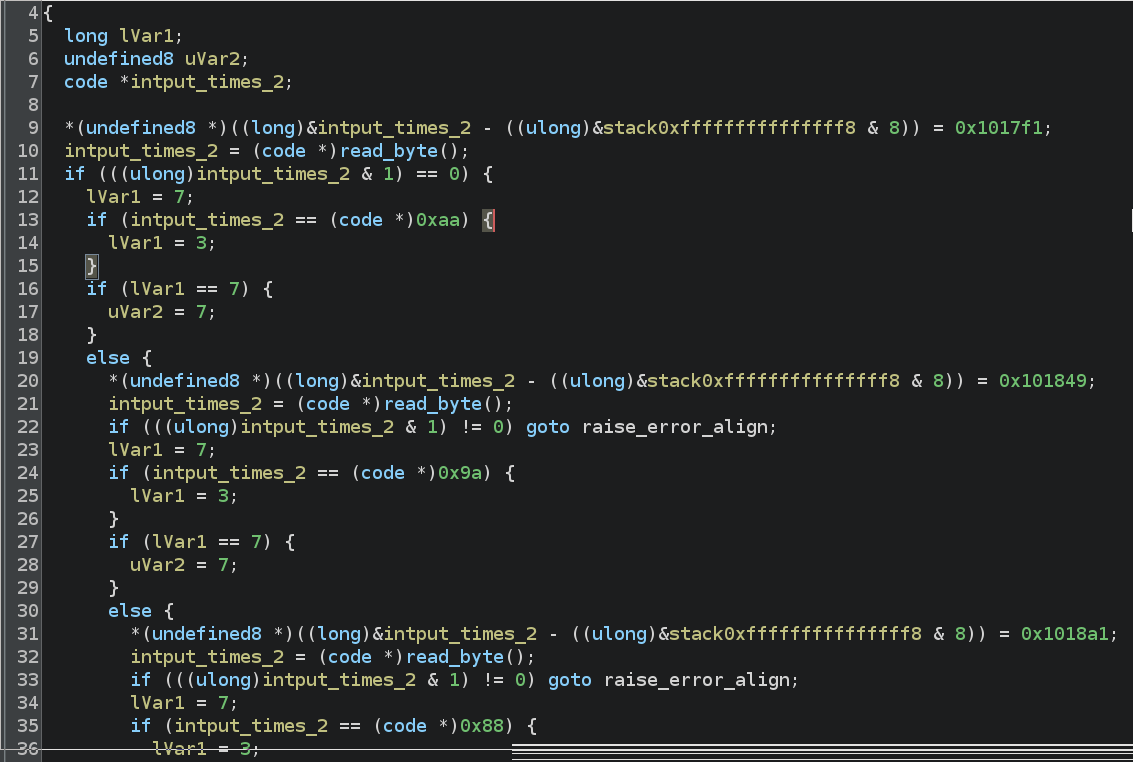 4 {
5   long lVar1;
6   undefined8 uVar2;
7   code *intput_times_2;
8
9   *(undefined8 *)((long)&intput_times_2 - ((ulong)&stack0xfffffffffffffff8 & 8)) = 0x1017f1;
10   intput_times_2 = (code *)read_byte();
11   if (((ulong)intput_times_2 & 1) == 0) {
12     lVar1 = 7;
13     if (intput_times_2 == (code *)0xaa) {
14       lVar1 = 3;
15     }
16     if (lVar1 == 7) {
17       uVar2 = 7;
18     }
19     else {
20       *(undefined8 *)((long)&intput_times_2 - ((ulong)&stack0xfffffffffffffff8 & 8)) = 0x101849;
21       intput_times_2 = (code *)read_byte();
22       if (((ulong)intput_times_2 & 1) != 0) goto raise_error_align;
23       lVar1 = 7;
24       if (intput_times_2 == (code *)0x9a) {
25         lVar1 = 3;
26       }
27       if (lVar1 == 7) {
28         uVar2 = 7;
29       }
30       else {
31         *(undefined8 *)((long)&intput_times_2 - ((ulong)&stack0xfffffffffffffff8 & 8)) = 0x1018a1;
32         intput_times_2 = (code *)read_byte();
33         if (((ulong)intput_times_2 & 1) != 0) goto raise_error_align;
34         lVar1 = 7;
35         if (intput_times_2 == (code *)0x88) {
36           lVar1 = 3;